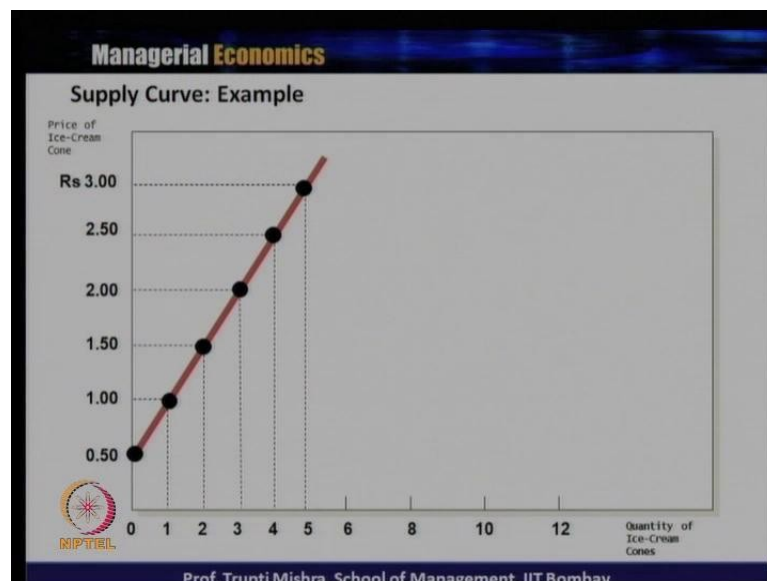 Managerial Economics
Supply Curve: Example
Price of
Ice-Cream
Cone
Rs 3.00
2.50
2.00
1.50
1.00
0.50
0 1 2 3 4 5 6 8 10 12
Quantity of
Ice-Cream
Cones
NPTEL
Prof. Trupti Mishra, School of Management, IIT Bombay